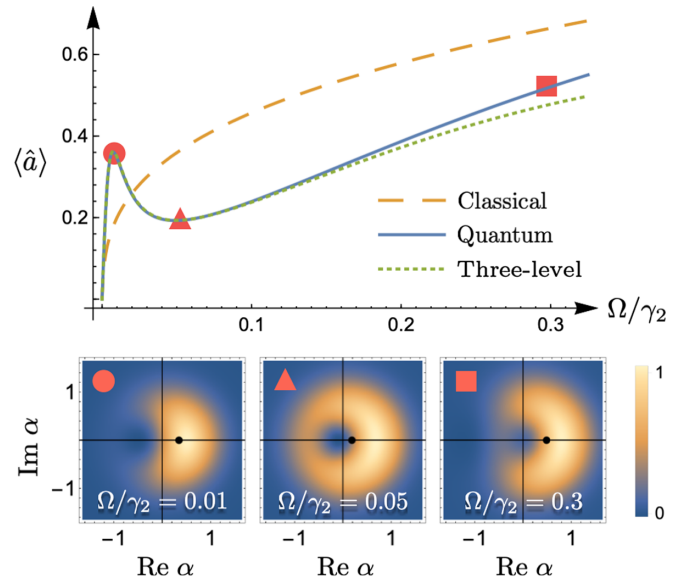 0.6
0.4
⟨â⟩
0.2
Classical
Quantum
Three-level
0.1
0.2
0.3
Ω/γ₂
1
Im α
−1
Ω/γ₂ = 0.01
Ω/γ₂ = 0.05
Ω/γ₂ = 0.3
1
0
−1
1
−1
1
−1
1
Re α
Re α
Re α